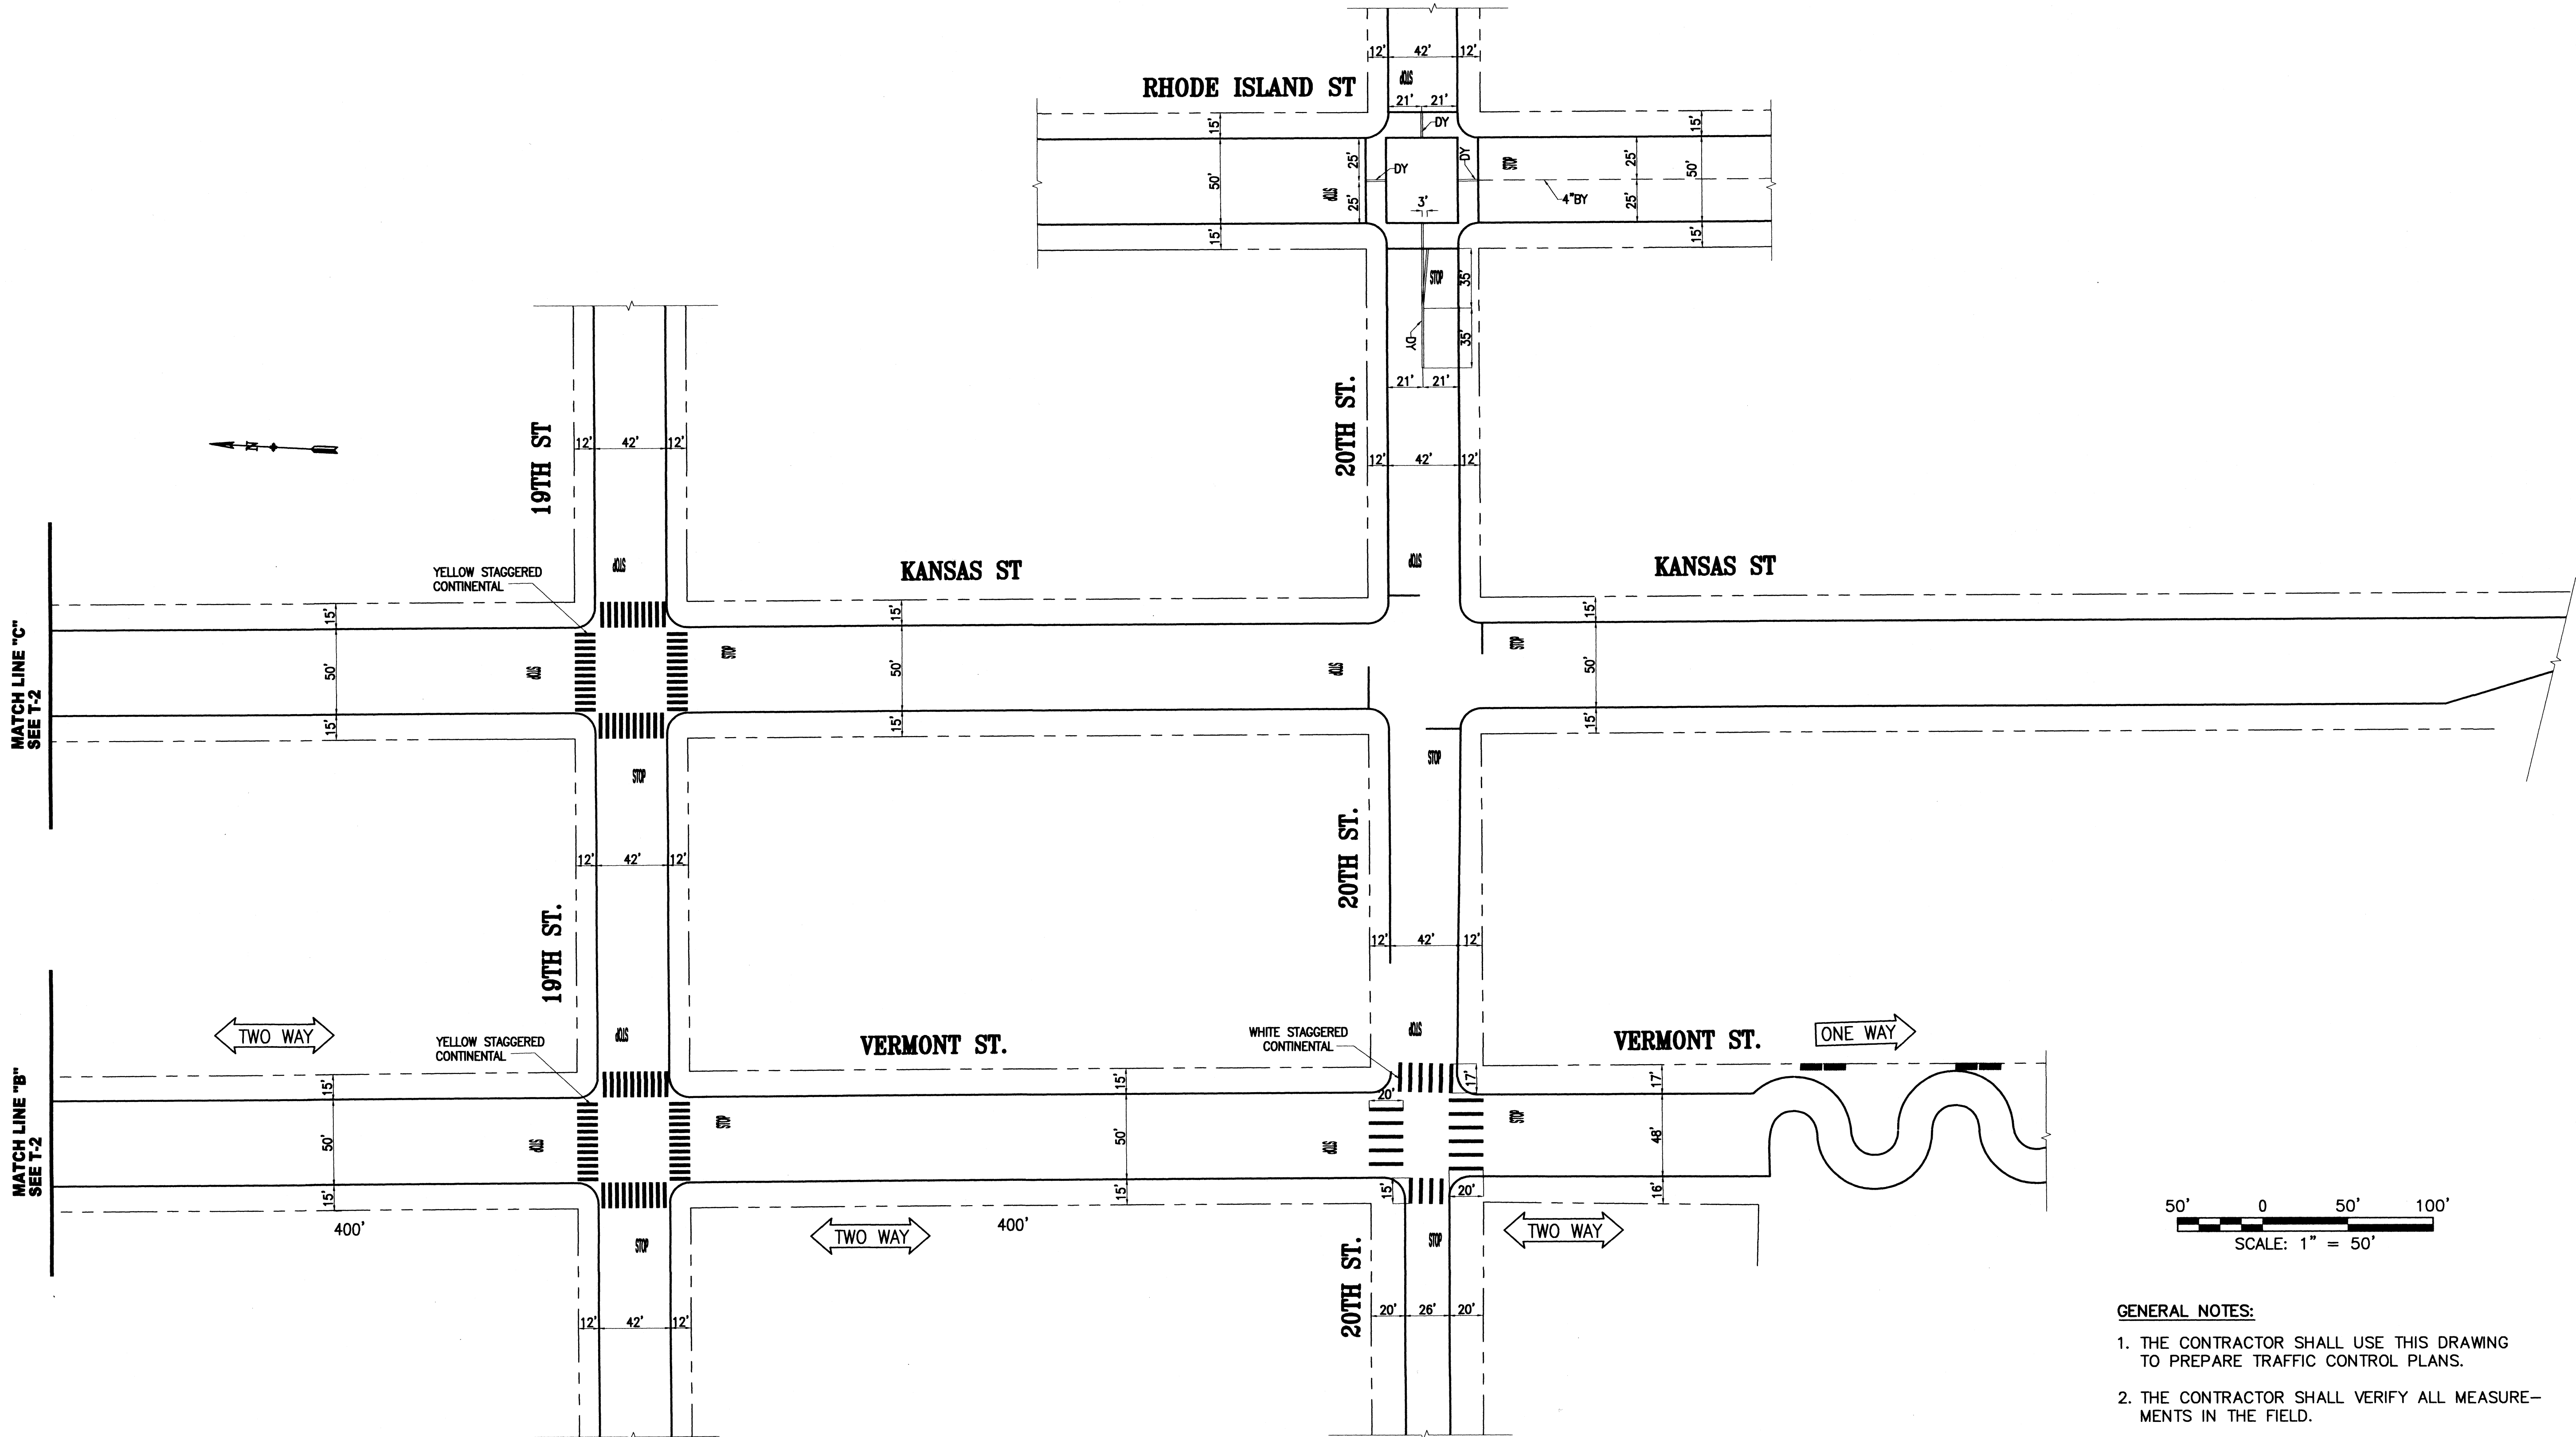 12' 42' 12'
RHODE ISLAND ST
STOP
21' 21'
15' DY 15'
25' DY STOP 25'
50' DY 50'
STOP 25' 3' 4"BY 25'
15' 15'
STOP 35'
DY 35'
21' 21'
20TH ST.
12' 42' 12'
N
19TH ST
12' 42' 12'
STOP
YELLOW STAGGERED
CONTINENTAL
KANSAS ST
STOP
KANSAS ST
MATCH LINE "C"
SEE T-2
15' 15' 15'
50' STOP STOP 50' STOP STOP 50'
15' 15' 15'
STOP
STOP
12' 42' 12'
19TH ST.
20TH ST.
12' 42' 12'
MATCH LINE "B"
SEE T-2
TWO WAY
STOP
YELLOW STAGGERED
CONTINENTAL
VERMONT ST.
WHITE STAGGERED
CONTINENTAL
STOP
VERMONT ST.
ONE WAY
15' 15' 17' 17'
20'
50' STOP STOP 50' STOP STOP 48'
15' 15' 15' 20' 16'
400'
STOP
TWO WAY
400'
STOP
TWO WAY
12' 42' 12'
20TH ST.
20' 26' 20'
50' 0 50' 100'
SCALE: 1" = 50'
GENERAL NOTES:
1. THE CONTRACTOR SHALL USE THIS DRAWING
TO PREPARE TRAFFIC CONTROL PLANS.
2. THE CONTRACTOR SHALL VERIFY ALL MEASURE-
MENTS IN THE FIELD.